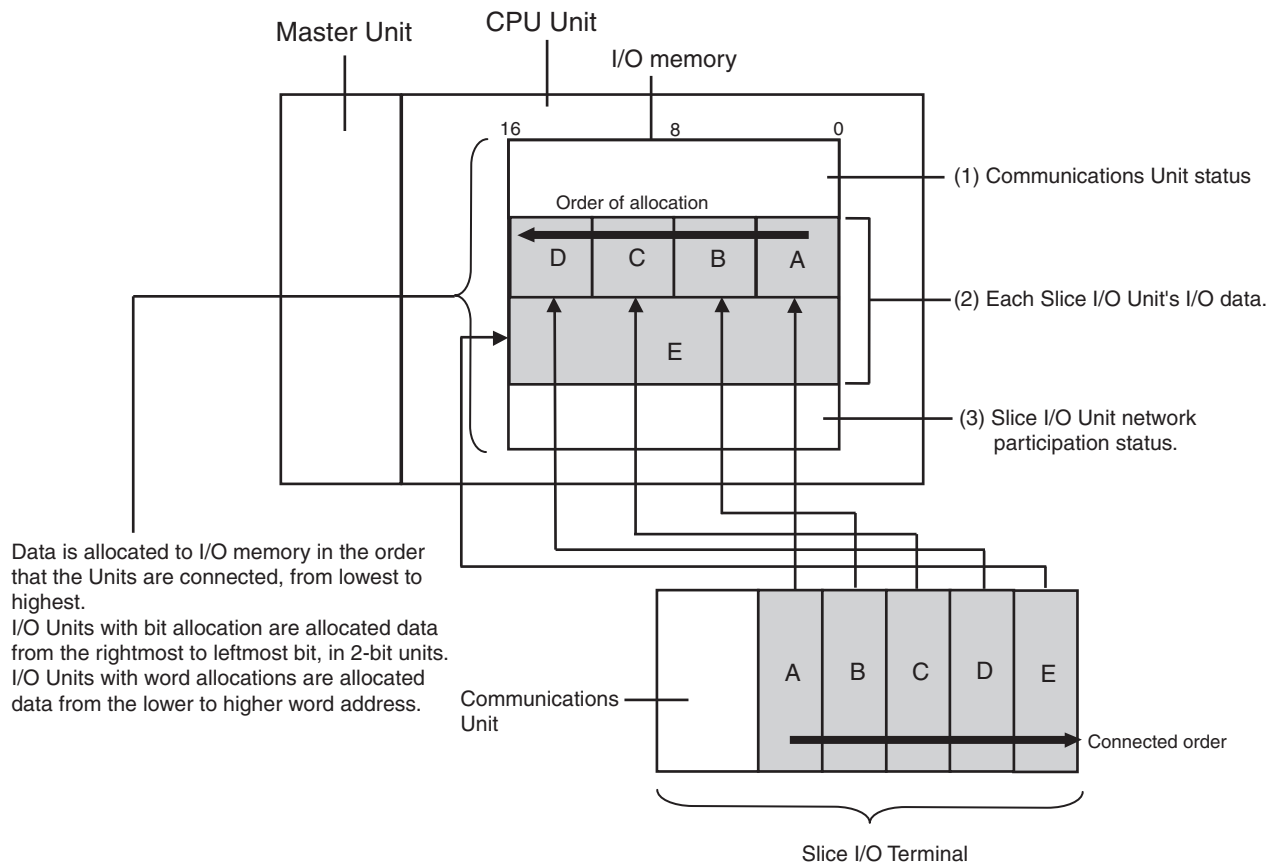 Master Unit
CPU Unit
I/O memory
16
8
0
(1) Communications Unit status
Order of allocation
D
C
B
A
(2) Each Slice I/O Unit's I/O data.
E
(3) Slice I/O Unit network
participation status.
Data is allocated to I/O memory in the order
that the Units are connected, from lowest to
highest.
I/O Units with bit allocation are allocated data
from the rightmost to leftmost bit, in 2-bit units.
I/O Units with word allocations are allocated
data from the lower to higher word address.
Communications
Unit
A
B
C
D
E
Connected order
Slice I/O Terminal